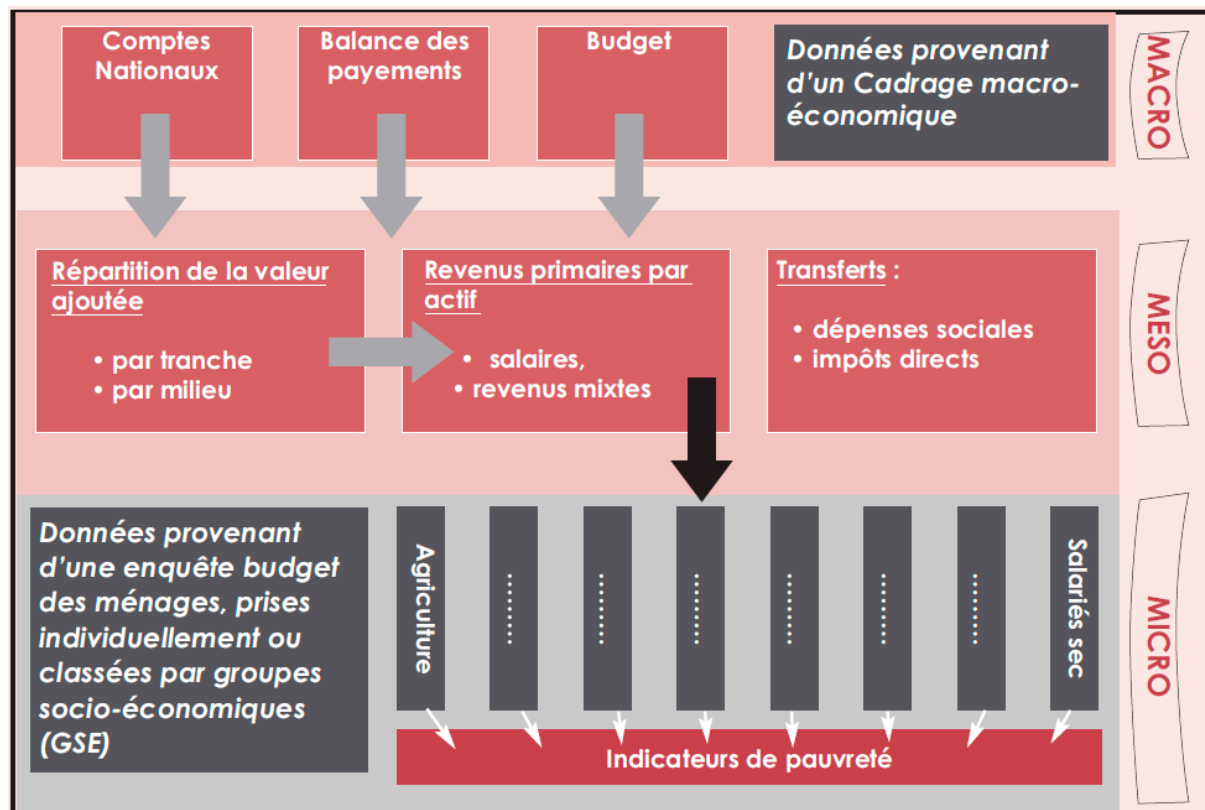 Comptes
Nationaux
Balance des
payements
Budget
Données provenant
d'un Cadrage macro-
économique
MACRO
Répartition de la valeur
ajoutée
• par tranche
• par milieu
Revenus primaires par
actif
• salaires,
• revenus mixtes
Transferts :
• dépenses sociales
• impôts directs
MESO
Données provenant
d'une enquête budget
des ménages, prises
individuellement ou
classées par groupes
socio-économiques
(GSE)
Agriculture
.........
.........
.........
.........
.........
.........
Salariés sec
Indicateurs de pauvreté
MICRO